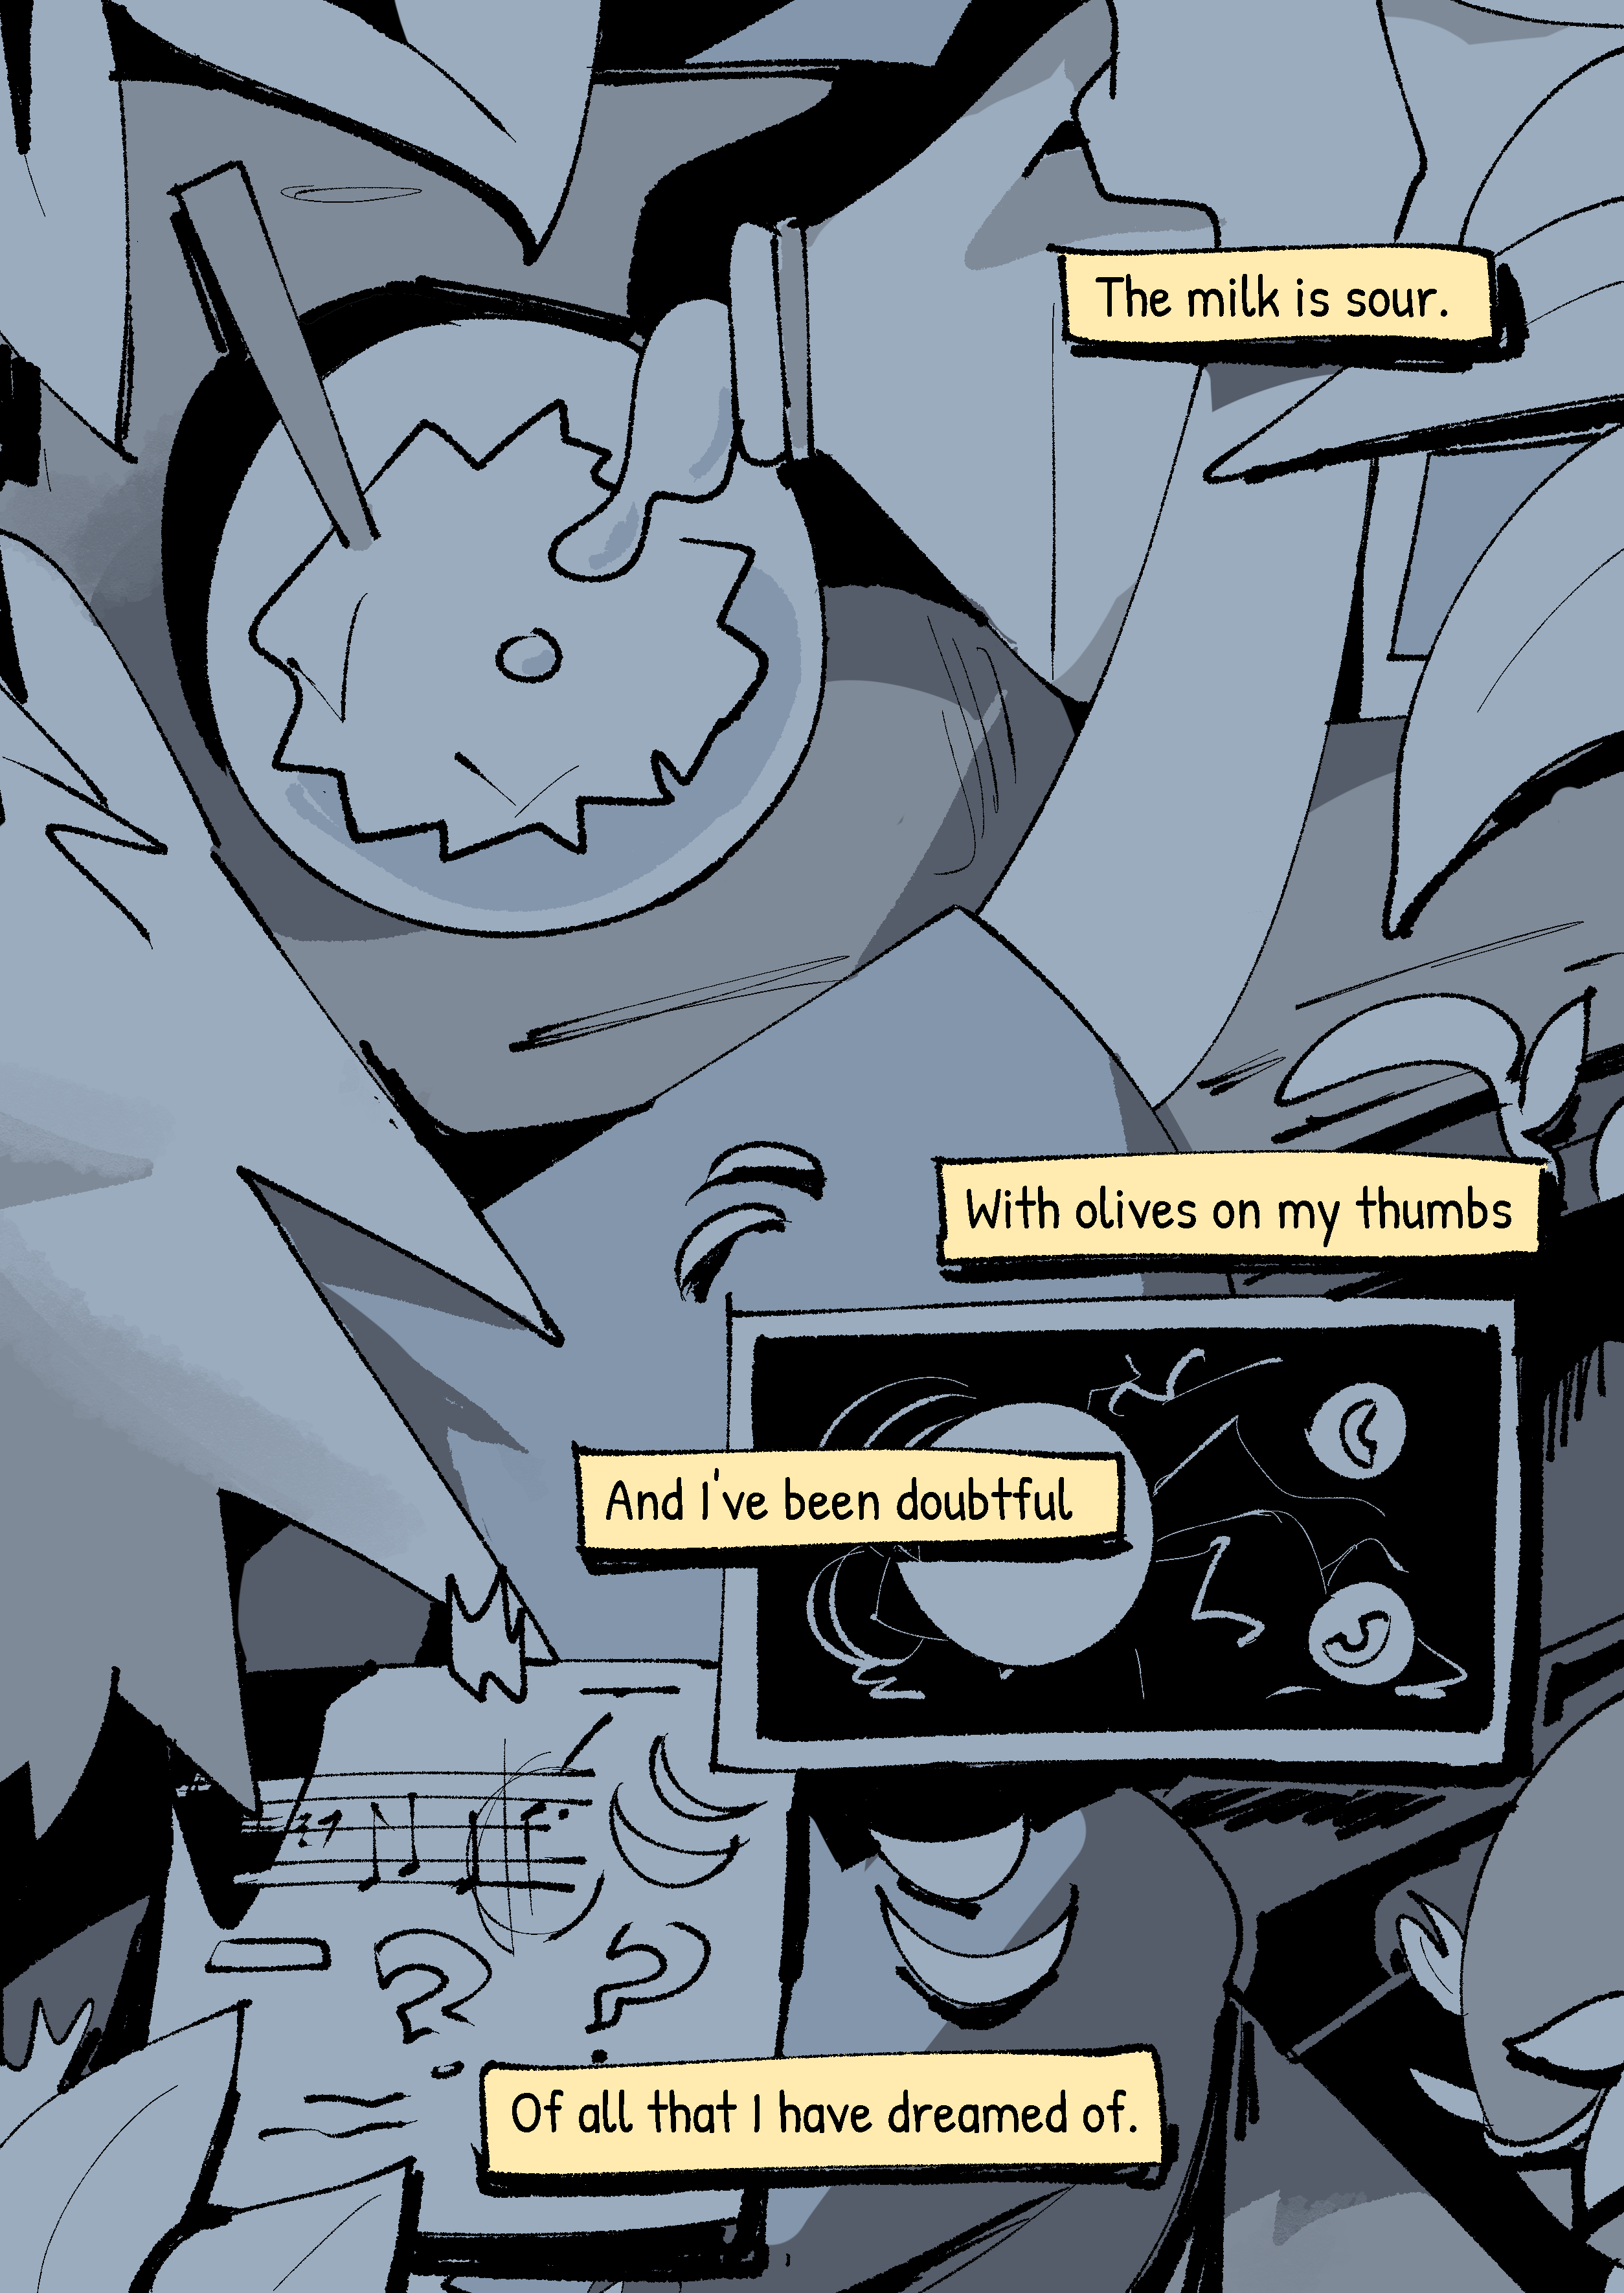 The milk is sour.
With olives on my thumbs
And I've been doubtful
Of all that I have dreamed of.
? ?